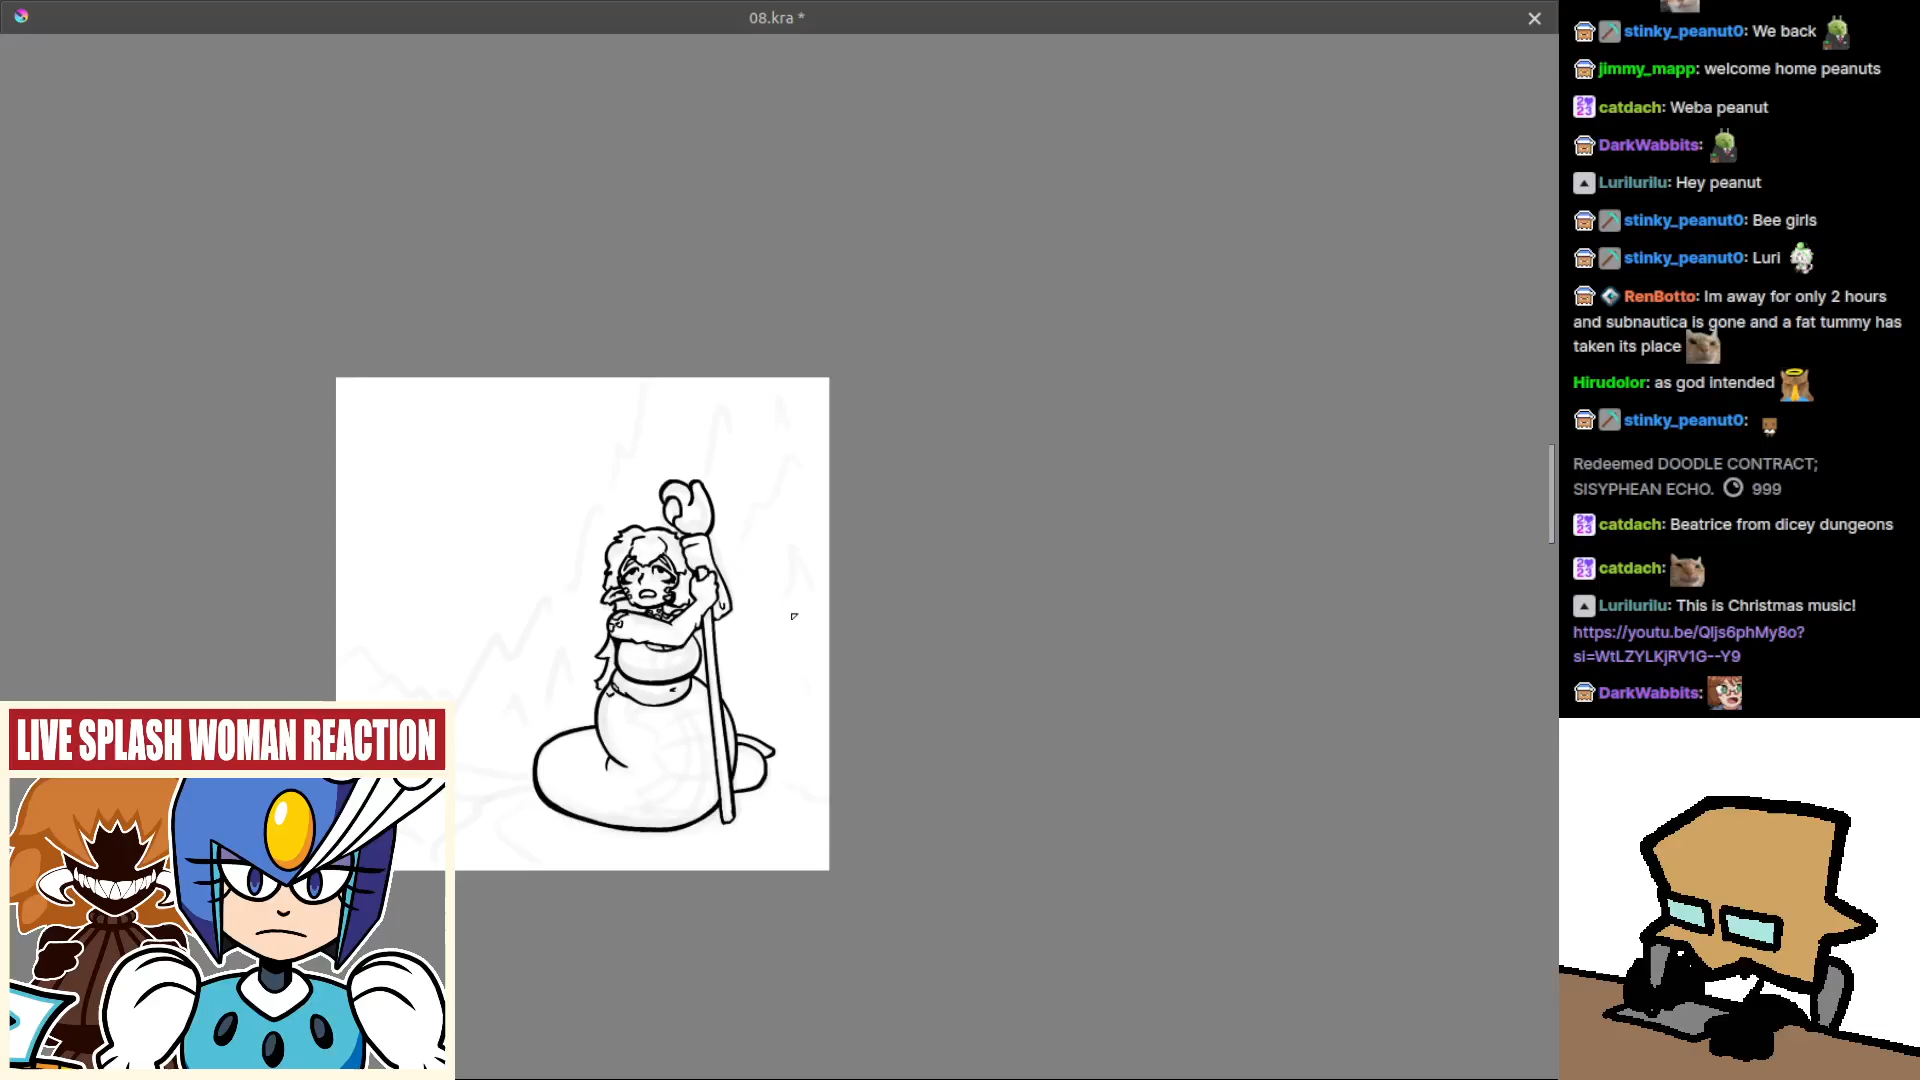 08.kra *
stinky_peanut0: We back
jimmy_mapp: welcome home peanuts
catdach: Weba peanut
DarkWabbits:
Lurilurilu: Hey peanut
stinky_peanut0: Bee girls
stinky_peanut0: Luri
RenBotto: Im away for only 2 hours
and subnautica is gone and a fat tummy has
taken its place
Hirudolor: as god intended
stinky_peanut0:
Redeemed DOODLE CONTRACT;
SISYPHEAN ECHO. 999
catdach: Beatrice from dicey dungeons
catdach:
Lurilurilu: This is Christmas music!
https://youtu.be/Qljs6phMy8o?
si=WtLZYLKjRV1G--Y9
DarkWabbits:
LIVE SPLASH WOMAN REACTION